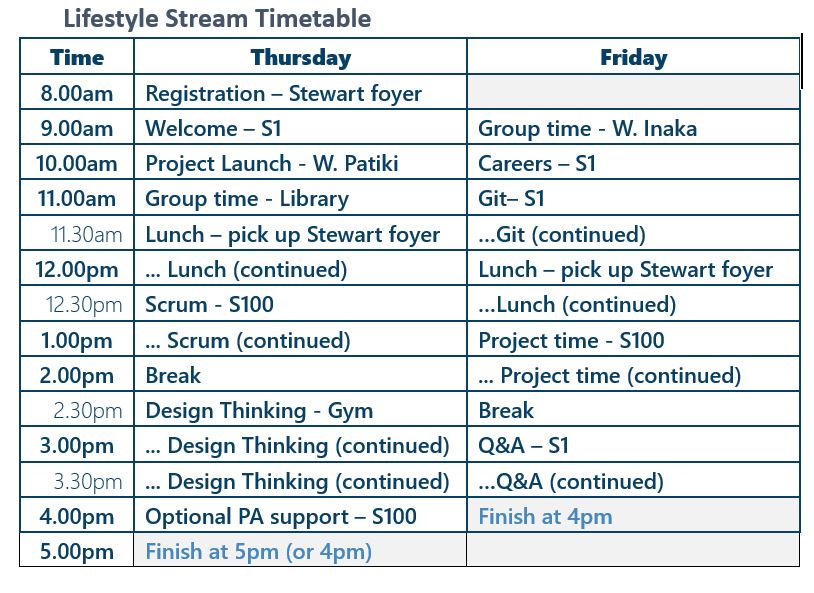 Lifestyle Stream Timetable
Time Thursday Friday
8.00am Registration – Stewart foyer
9.00am Welcome – S1 Group time - W. Inaka
10.00am Project Launch - W. Patiki Careers – S1
11.00am Group time - Library Git– S1
11.30am Lunch – pick up Stewart foyer ...Git (continued)
12.00pm ... Lunch (continued) Lunch – pick up Stewart foyer
12.30pm Scrum - S100 ...Lunch (continued)
1.00pm ... Scrum (continued) Project time - S100
2.00pm Break ... Project time (continued)
2.30pm Design Thinking - Gym Break
3.00pm ... Design Thinking (continued) Q&A – S1
3.30pm ... Design Thinking (continued) ...Q&A (continued)
4.00pm Optional PA support – S100 Finish at 4pm
5.00pm Finish at 5pm (or 4pm)